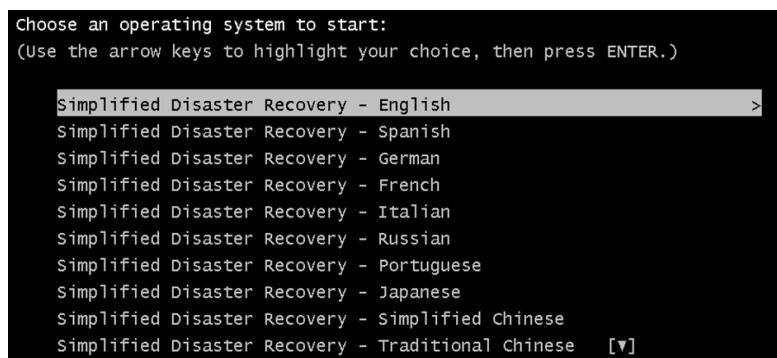 Choose an operating system to start:
(Use the arrow keys to highlight your choice, then press ENTER.)
Simplified Disaster Recovery - English >
Simplified Disaster Recovery - Spanish
Simplified Disaster Recovery - German
Simplified Disaster Recovery - French
Simplified Disaster Recovery - Italian
Simplified Disaster Recovery - Russian
Simplified Disaster Recovery - Portuguese
Simplified Disaster Recovery - Japanese
Simplified Disaster Recovery - Simplified Chinese
Simplified Disaster Recovery - Traditional Chinese [▼]